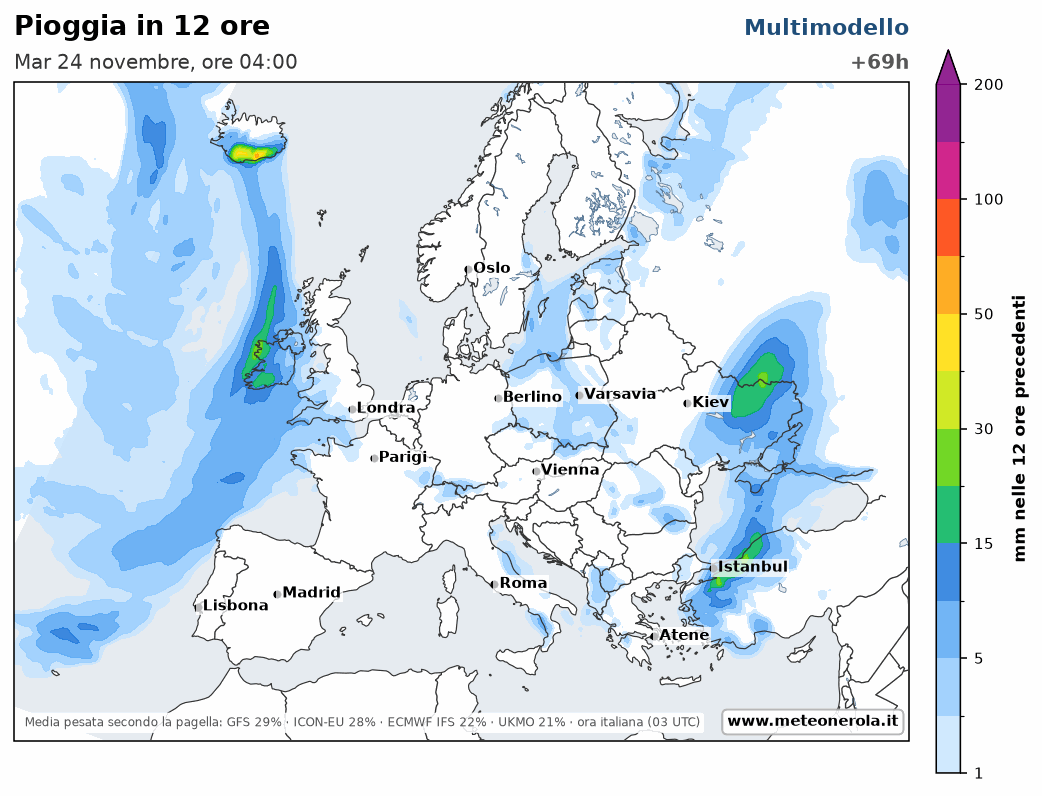 Pioggia in 12 ore
Multimodello
Mar 24 novembre, ore 04:00
+69h
200
100
50
30
15
5
1
mm nelle 12 ore precedenti
Oslo
Berlino
Varsavia
Kiev
Londra
Parigi
Vienna
Istanbul
Roma
Madrid
Lisbona
Atene
Media pesata secondo la pagella: GFS 29% · ICON-EU 28% · ECMWF IFS 22% · UKMO 21% · ora italiana (03 UTC)
www.meteonerola.it